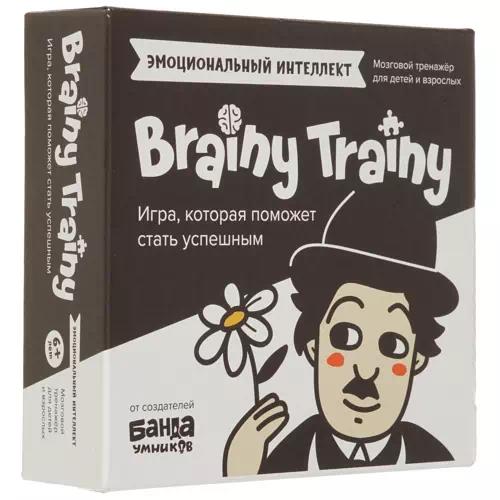 ЭМОЦИОНАЛЬНЫЙ ИНТЕЛЛЕКТ
Мозговой тренажёр
для детей и взрослых
Brainy Trainy
Игра, которая поможет
стать успешным
от создателей
банда
умников
Brainy Trainy
Игра, которая поможет стать успешным
ЭМОЦИОНАЛЬНЫЙ ИНТЕЛЛЕКТ
6+
лет
Мозговой
тренажёр
для детей
и взрослых